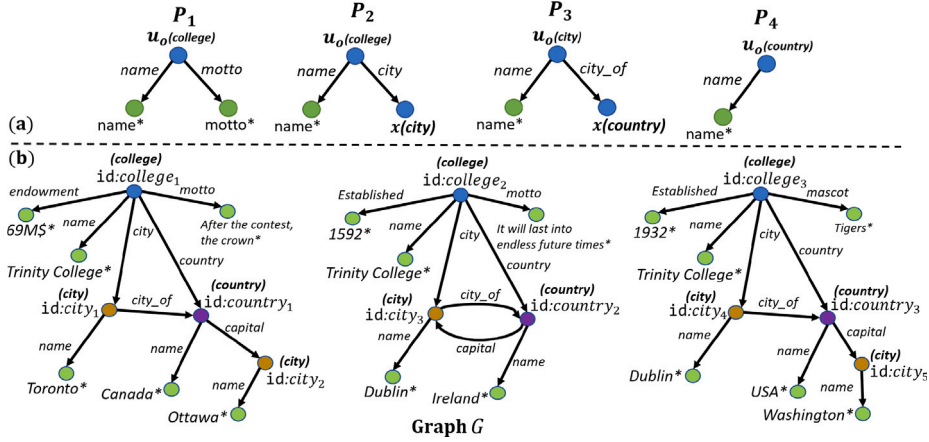 P₁ P₂ P₃ P₄
uₒ(college) uₒ(college) uₒ(city) uₒ(country)
name motto name city name city_of name
name* motto* name* x(city) name* x(country) name*
(a)
(b)
(college)
id:college₁
endowment
motto
69M$*
name
city
After the contest,
the crown*
Trinity College*
country
(city)
id:city₁
city_of
(country)
id:country₁
capital
name
name
(city)
id:city₂
Toronto*
Canada*
name
Ottawa*
(college)
id:college₂
Established
motto
1592*
name
city
It will last into
endless future times*
Trinity College*
country
(city)
id:city₃
city_of
(country)
id:country₂
capital
name
name
Dublin*
Ireland*
Graph G
(college)
id:college₃
Established
mascot
1932*
name
city
Tigers*
Trinity College*
country
(city)
id:city₄
city_of
(country)
id:country₃
capital
name
name
(city)
id:city₅
Dublin*
USA*
name
Washington*